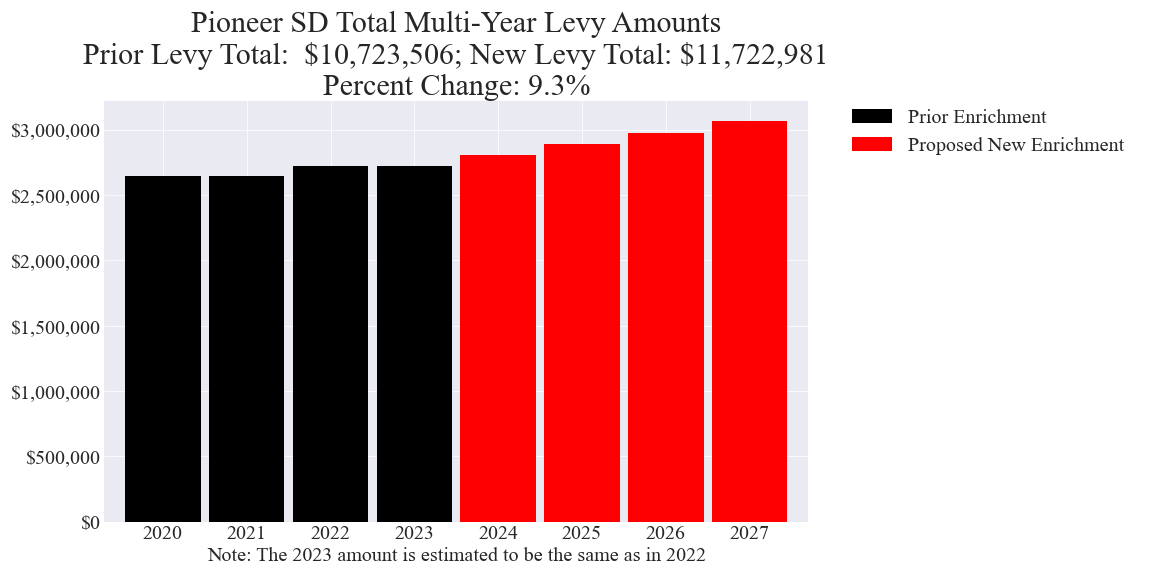 Pioneer SD Total Multi-Year Levy Amounts
Prior Levy Total:  $10,723,506; New Levy Total: $11,722,981
Percent Change: 9.3%
Prior Enrichment
Proposed New Enrichment
$3,000,000
$2,500,000
$2,000,000
$1,500,000
$1,000,000
$500,000
$0
2020 2021 2022 2023 2024 2025 2026 2027
Note: The 2023 amount is estimated to be the same as in 2022